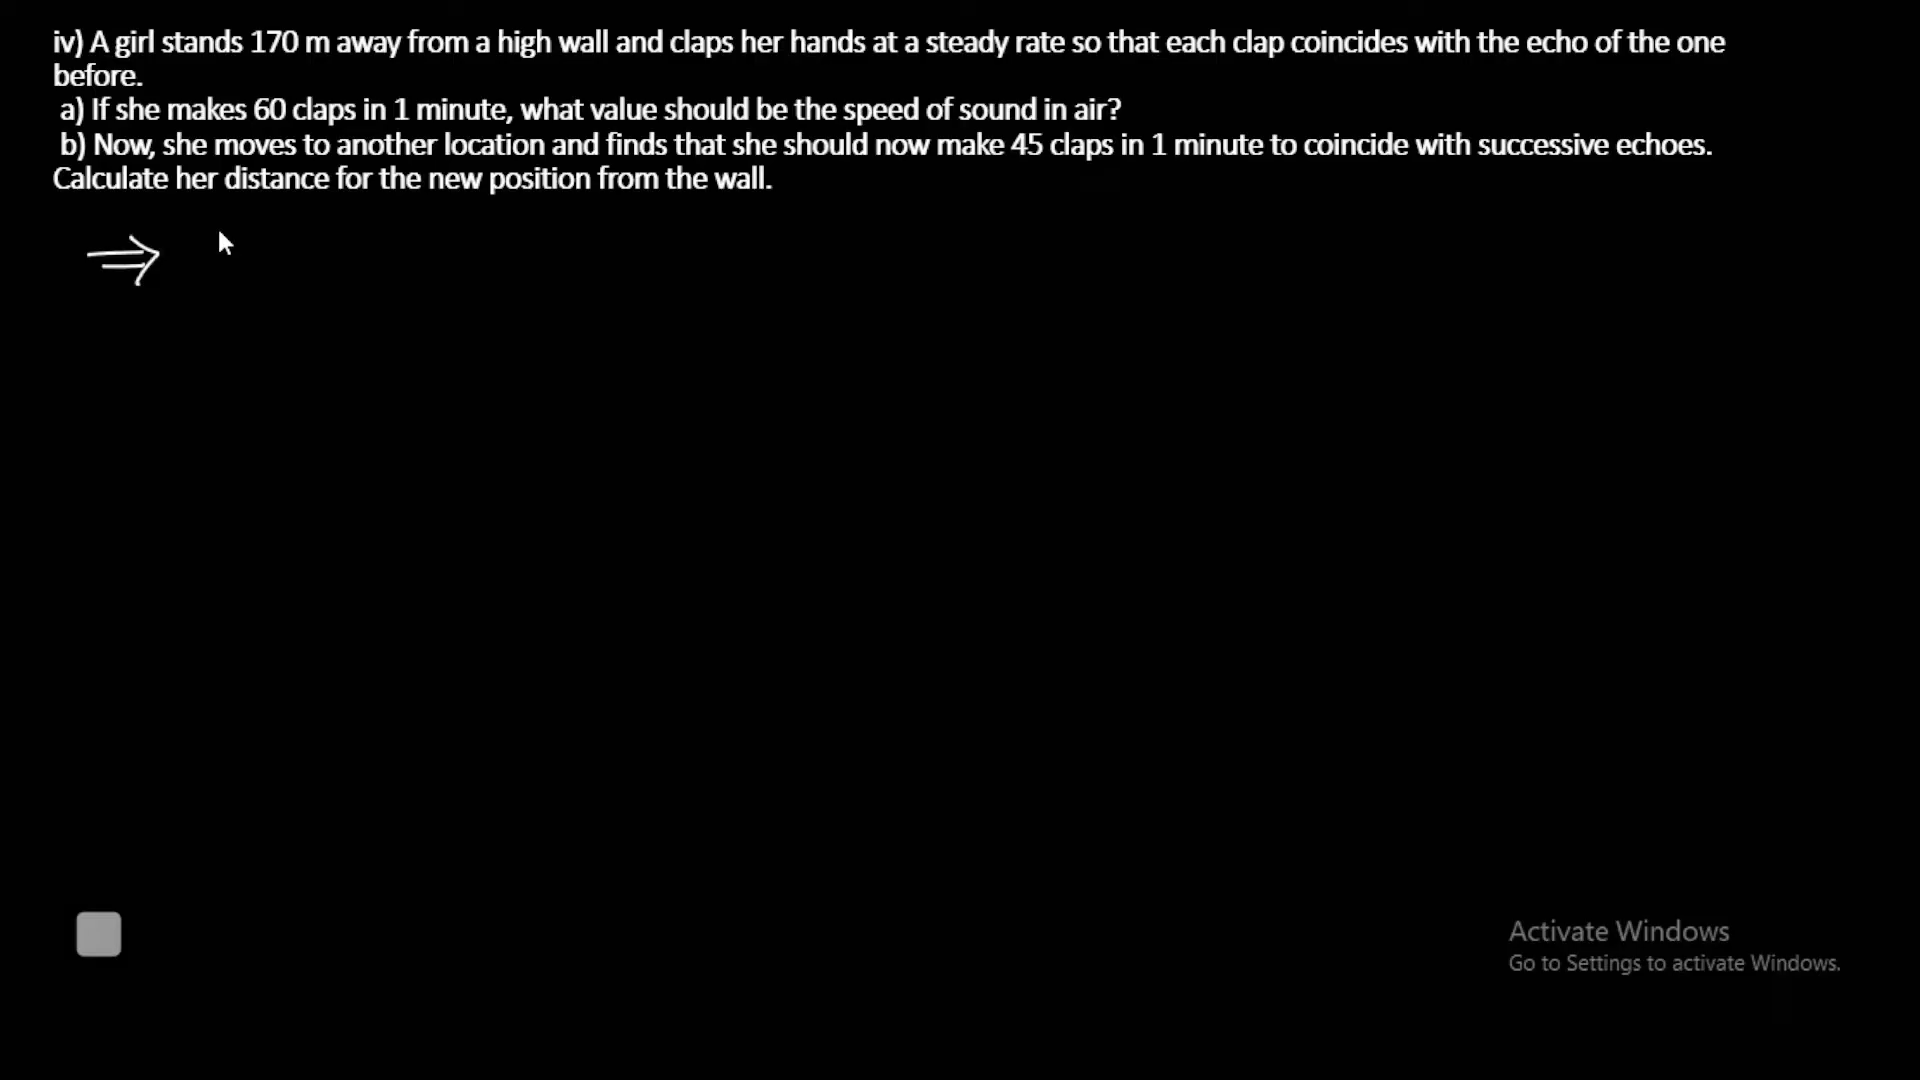 iv) A girl stands 170 m away from a high wall and claps her hands at a steady rate so that each clap coincides with the echo of the one
before.
a) If she makes 60 claps in 1 minute, what value should be the speed of sound in air?
b) Now, she moves to another location and finds that she should now make 45 claps in 1 minute to coincide with successive echoes.
Calculate her distance for the new position from the wall.
⇒
Activate Windows
Go to Settings to activate Windows.